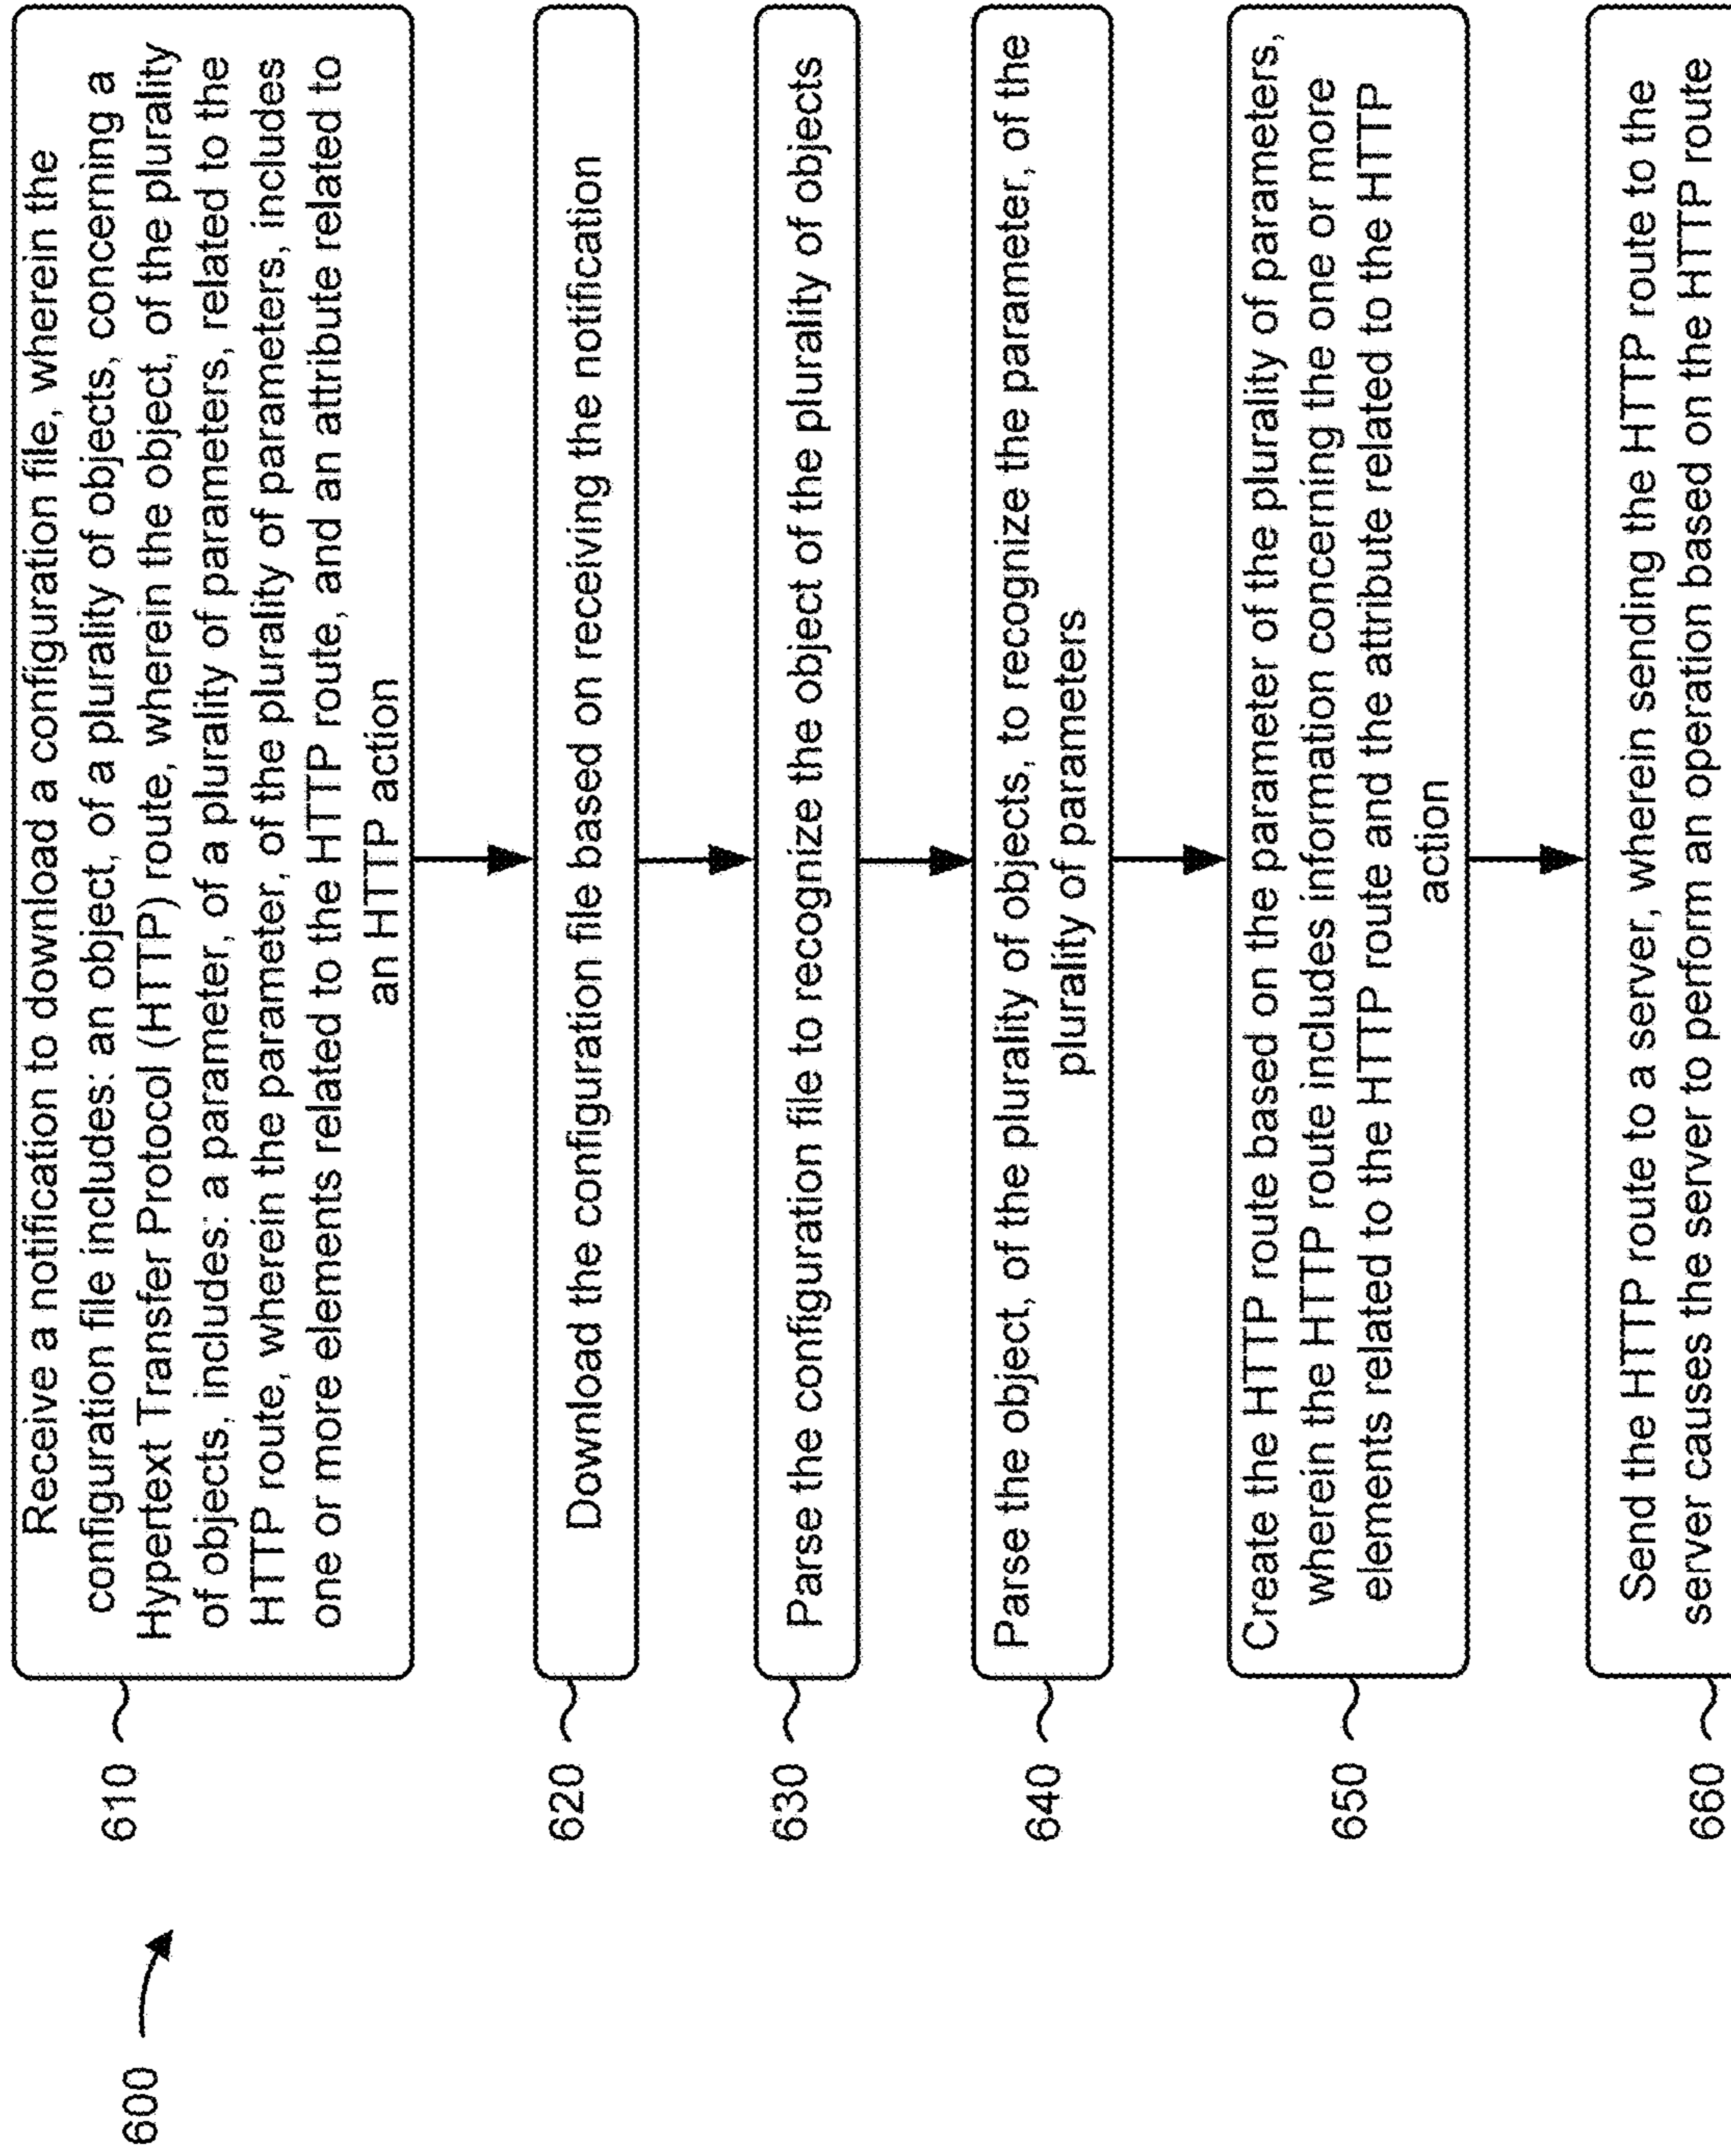 600
610
Receive a notification to download a configuration file, wherein the
configuration file includes: an object, of a plurality of objects, concerning a
Hypertext Transfer Protocol (HTTP) route, wherein the object, of the plurality
of objects, includes: a parameter, of a plurality of parameters, related to the
HTTP route, wherein the parameter, of the plurality of parameters, includes
one or more elements related to the HTTP route, and an attribute related to
an HTTP action
620
Download the configuration file based on receiving the notification
630
Parse the configuration file to recognize the object of the plurality of objects
640
Parse the object, of the plurality of objects, to recognize the parameter, of the
plurality of parameters
650
Create the HTTP route based on the parameter of the plurality of parameters,
wherein the HTTP route includes information concerning the one or more
elements related to the HTTP route and the attribute related to the HTTP
action
660
Send the HTTP route to a server, wherein sending the HTTP route to the
server causes the server to perform an operation based on the HTTP route